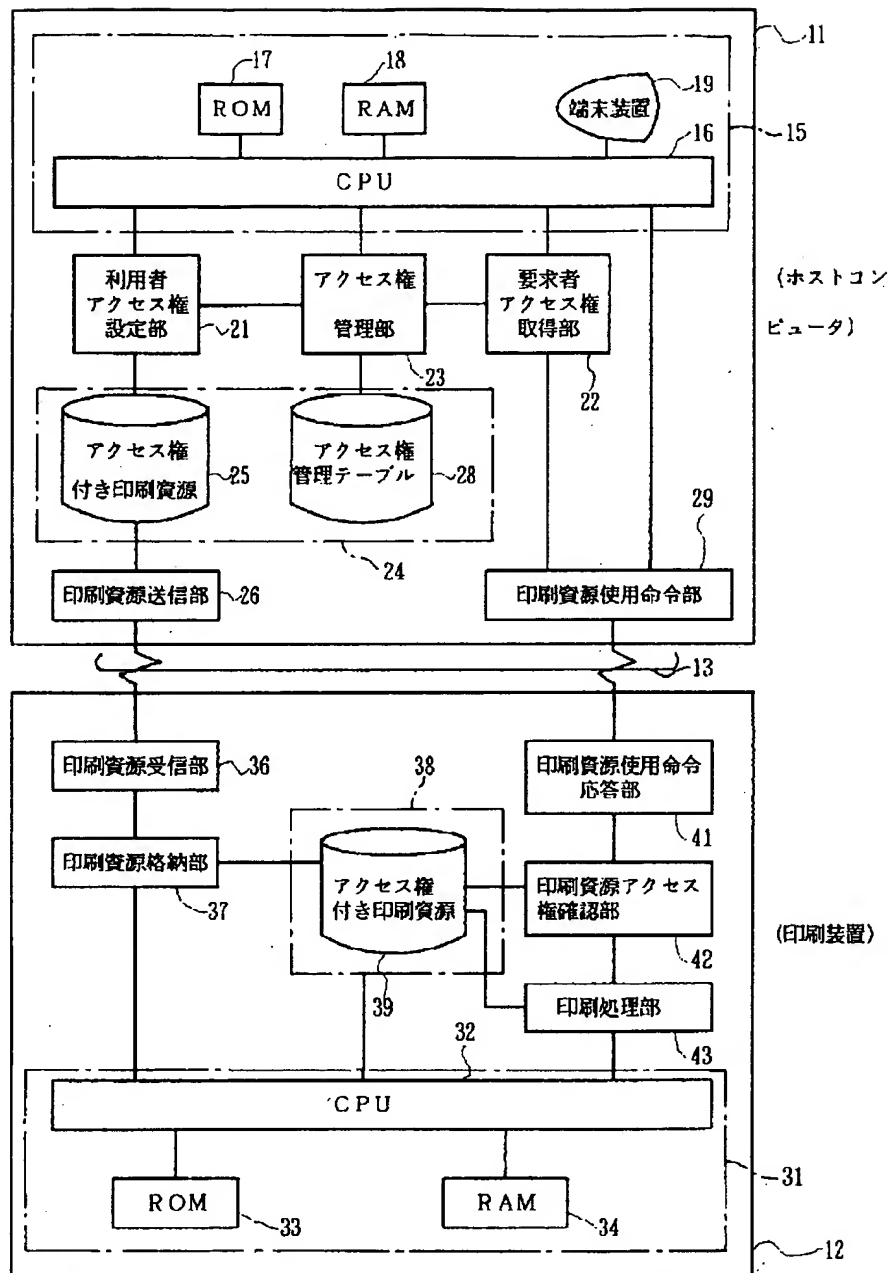 11
17
18
19
ROM
RAM
端末装置
16
15
CPU
利用者
アクセス権
設定部
21
アクセス権
管理部
23
要求者
アクセス権
取得部
22
(ホストコン
ピュータ)
アクセス権
付き印刷資源
25
アクセス権
管理テーブル
28
24
29
印刷資源送信部
26
印刷資源使用命令部
13
印刷資源受信部
36
38
印刷資源使用命令
応答部
41
印刷資源格納部
37
アクセス権
付き印刷資源
39
印刷資源アクセス
権確認部
42
(印刷装置)
印刷処理部
43
32
CPU
31
ROM
33
RAM
34
12